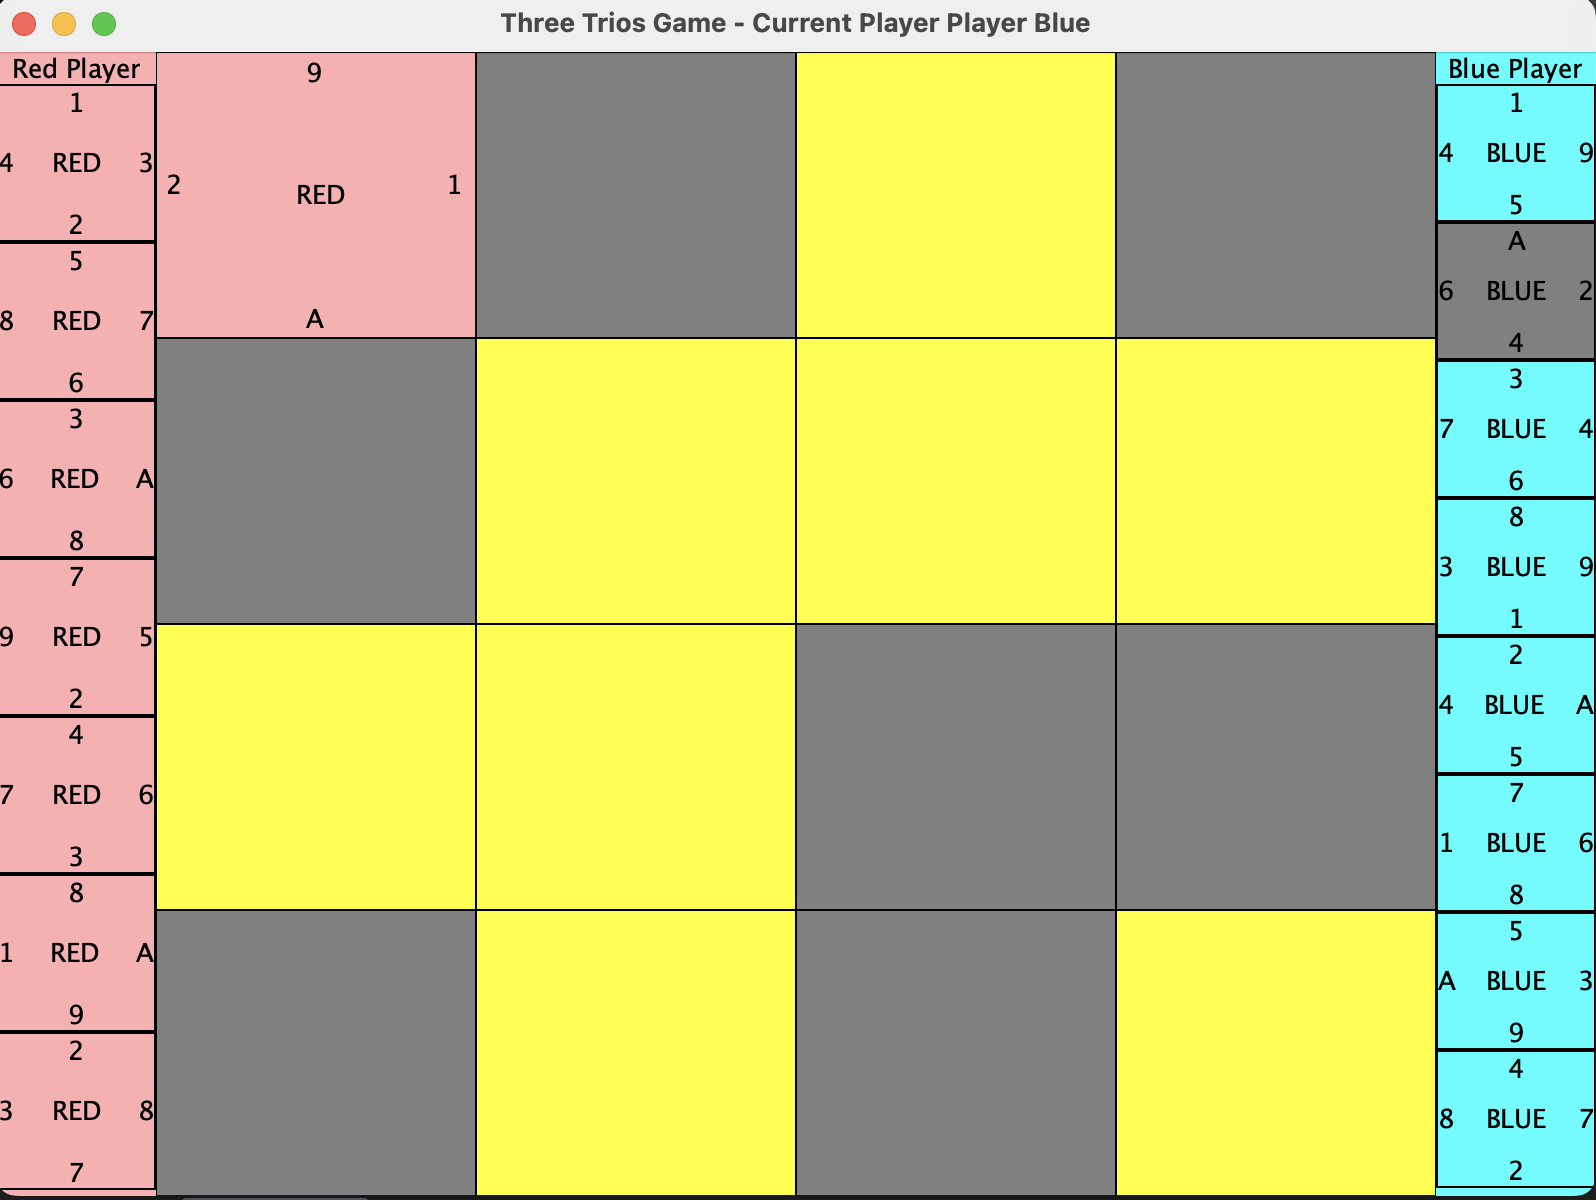 Three Trios Game - Current Player Player Blue
Red Player
1
4 RED 3
2
5
8 RED 7
6
3
6 RED A
8
7
9 RED 5
2
4
7 RED 6
3
8
1 RED A
9
2
3 RED 8
7
9
2 RED 1
A
Blue Player
1
4 BLUE 9
5
A
6 BLUE 2
4
3
7 BLUE 4
6
8
3 BLUE 9
1
2
4 BLUE A
5
7
1 BLUE 6
8
5
A BLUE 3
9
4
8 BLUE 7
2